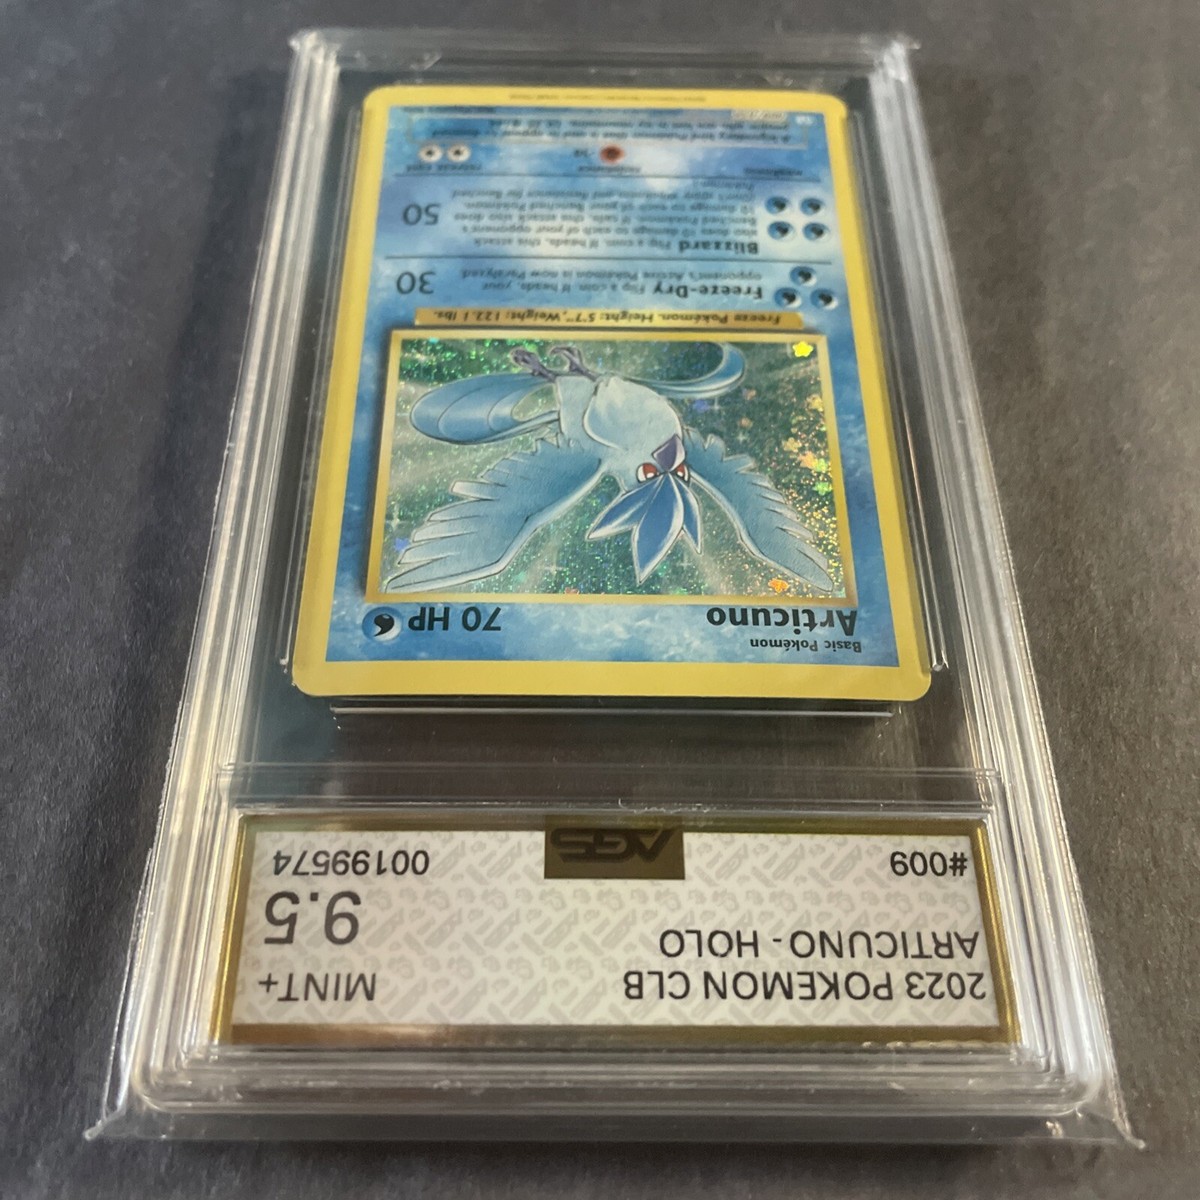 2023 POKEMON CLB
MINT+
ARTICUNO - HOLO
9.5
#009
AGS
00199574
Basic Pokémon
Articuno
70 HP
Freeze Pokémon. Height: 5'7", Weight: 122.1 lbs.
Freeze-Dry Flip a coin. If heads, your
opponent's Active Pokémon is now Paralyzed.
30
Blizzard Flip a coin. If heads, this attack
also does 10 damage to each of your opponent's
Benched Pokémon. If tails, this attack also does
10 damage to each of your Benched Pokémon.
(Don't apply Weakness and Resistance for Benched
Pokémon.)
50
weakness
resistance
-30
retreat cost